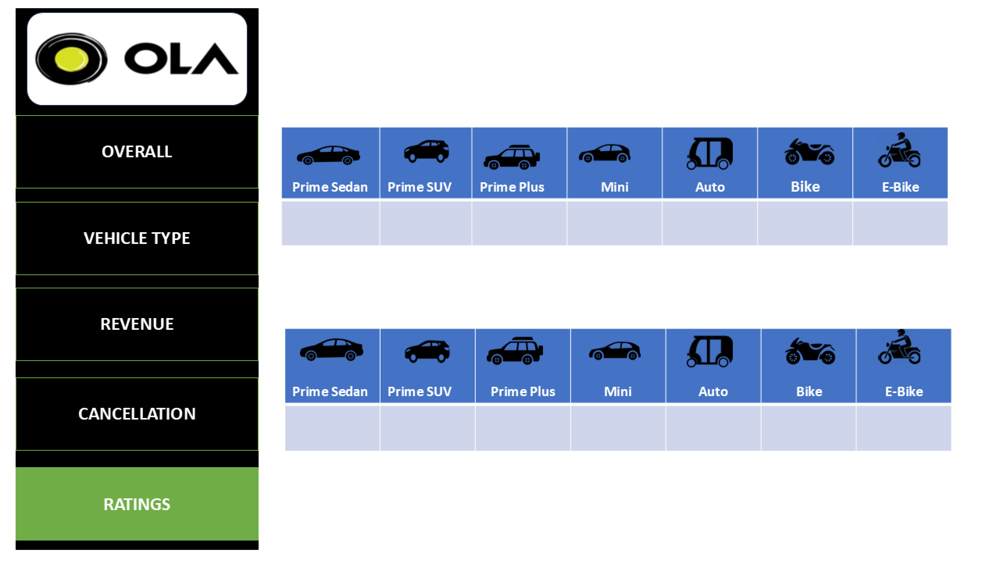 OLA
OVERALL
VEHICLE TYPE
REVENUE
CANCELLATION
RATINGS
Prime Sedan Prime SUV Prime Plus Mini Auto Bike E-Bike
Prime Sedan Prime SUV Prime Plus Mini Auto Bike E-Bike